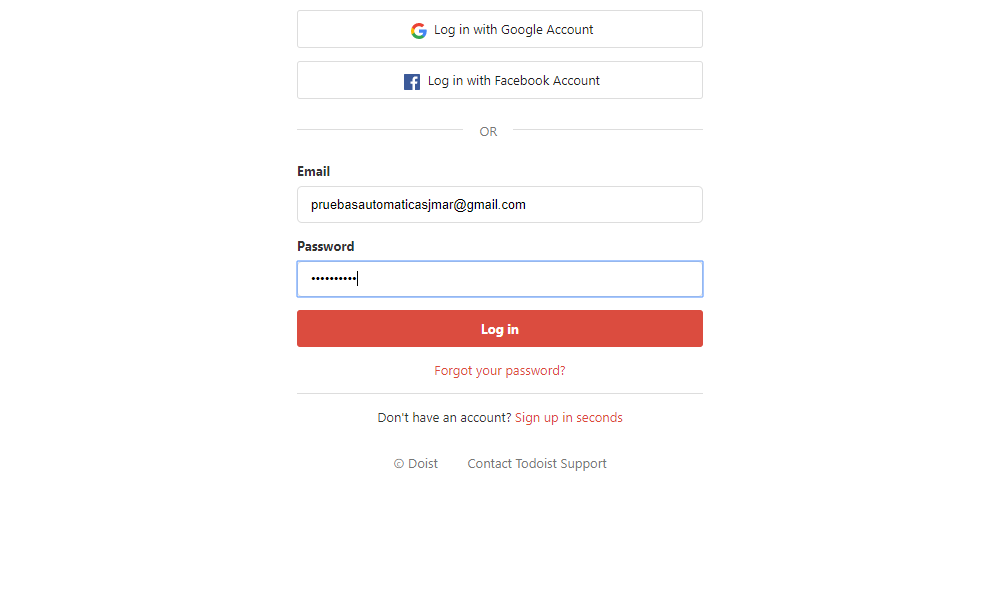 Log in with Google Account
Log in with Facebook Account
OR
Email
pruebasautomaticasjmar@gmail.com
Password
••••••••••
Log in
Forgot your password?
Don't have an account? Sign up in seconds
© Doist Contact Todoist Support